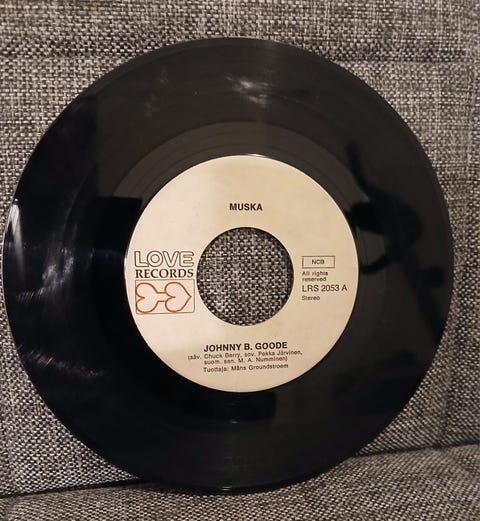 MUSKA
LOVE
RECORDS
NCB
All rights
reserved
LRS 2053 A
Stereo
JOHNNY B. GOODE
(säv. Chuck Berry, sov. Pekka Järvinen,
suom. san. M. A. Numminen)
Tuottaja: Måns Groundstroem